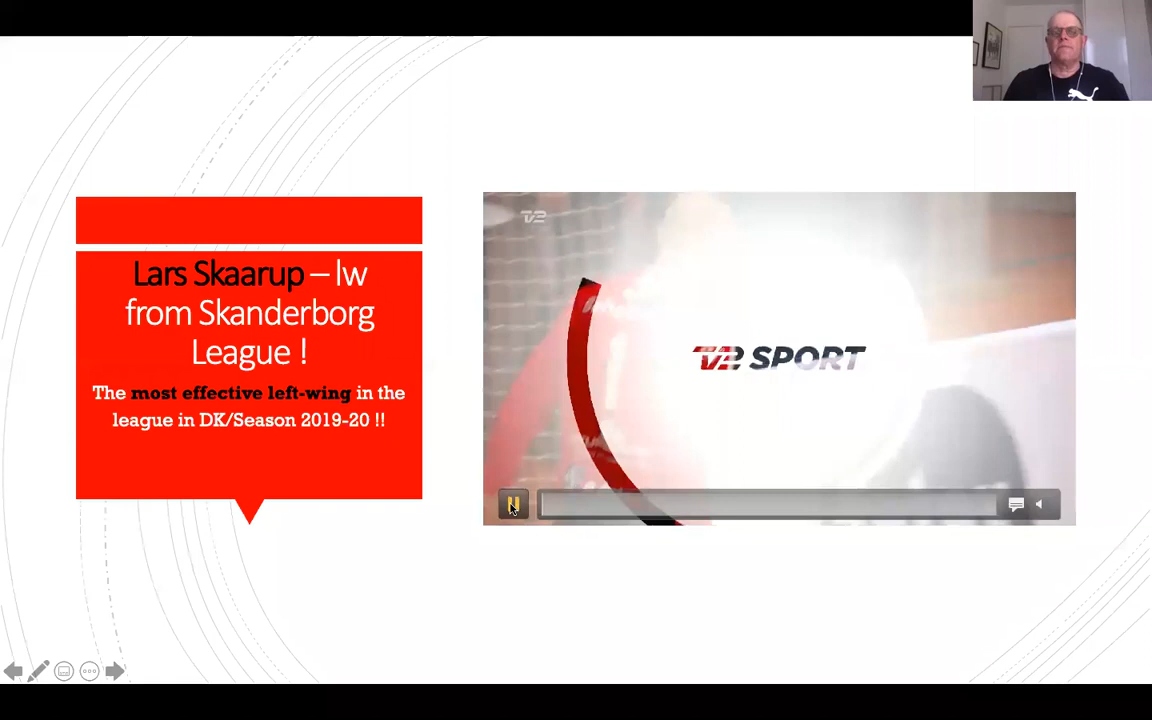 Lars Skaarup – lw
from Skanderborg
League !
The most effective left-wing in the
league in DK/Season 2019-20 !!
TV2
TV2 SPORT